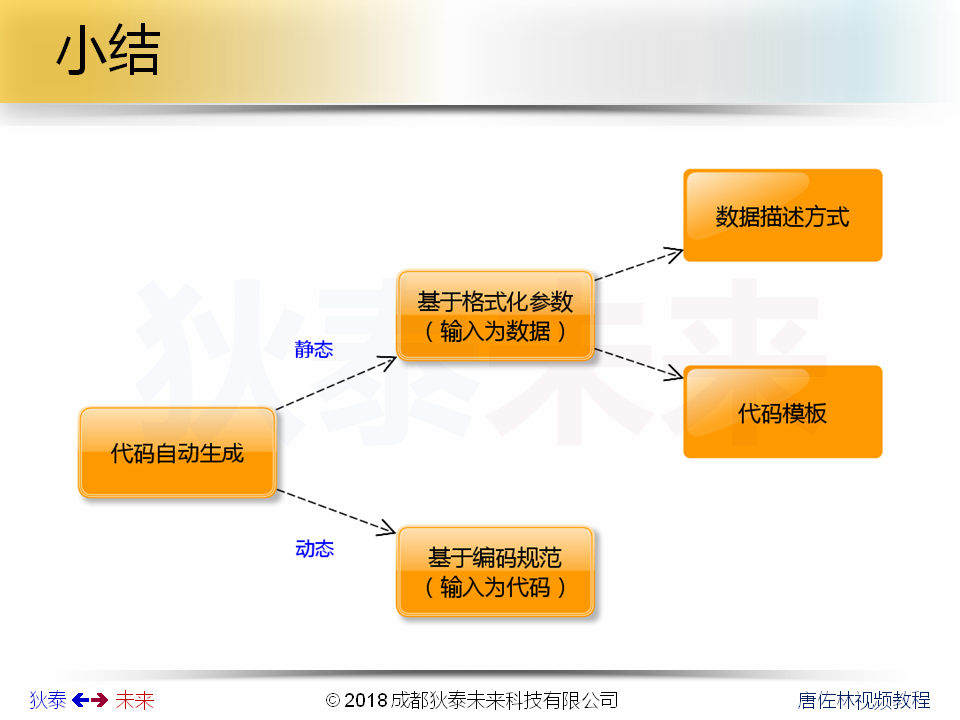 小结
数据描述方式
基于格式化参数
（输入为数据）
静态
代码模板
代码自动生成
动态
基于编码规范
（输入为代码）
狄泰未来
狄泰 未来
© 2018 成都狄泰未来科技有限公司
唐佐林视频教程